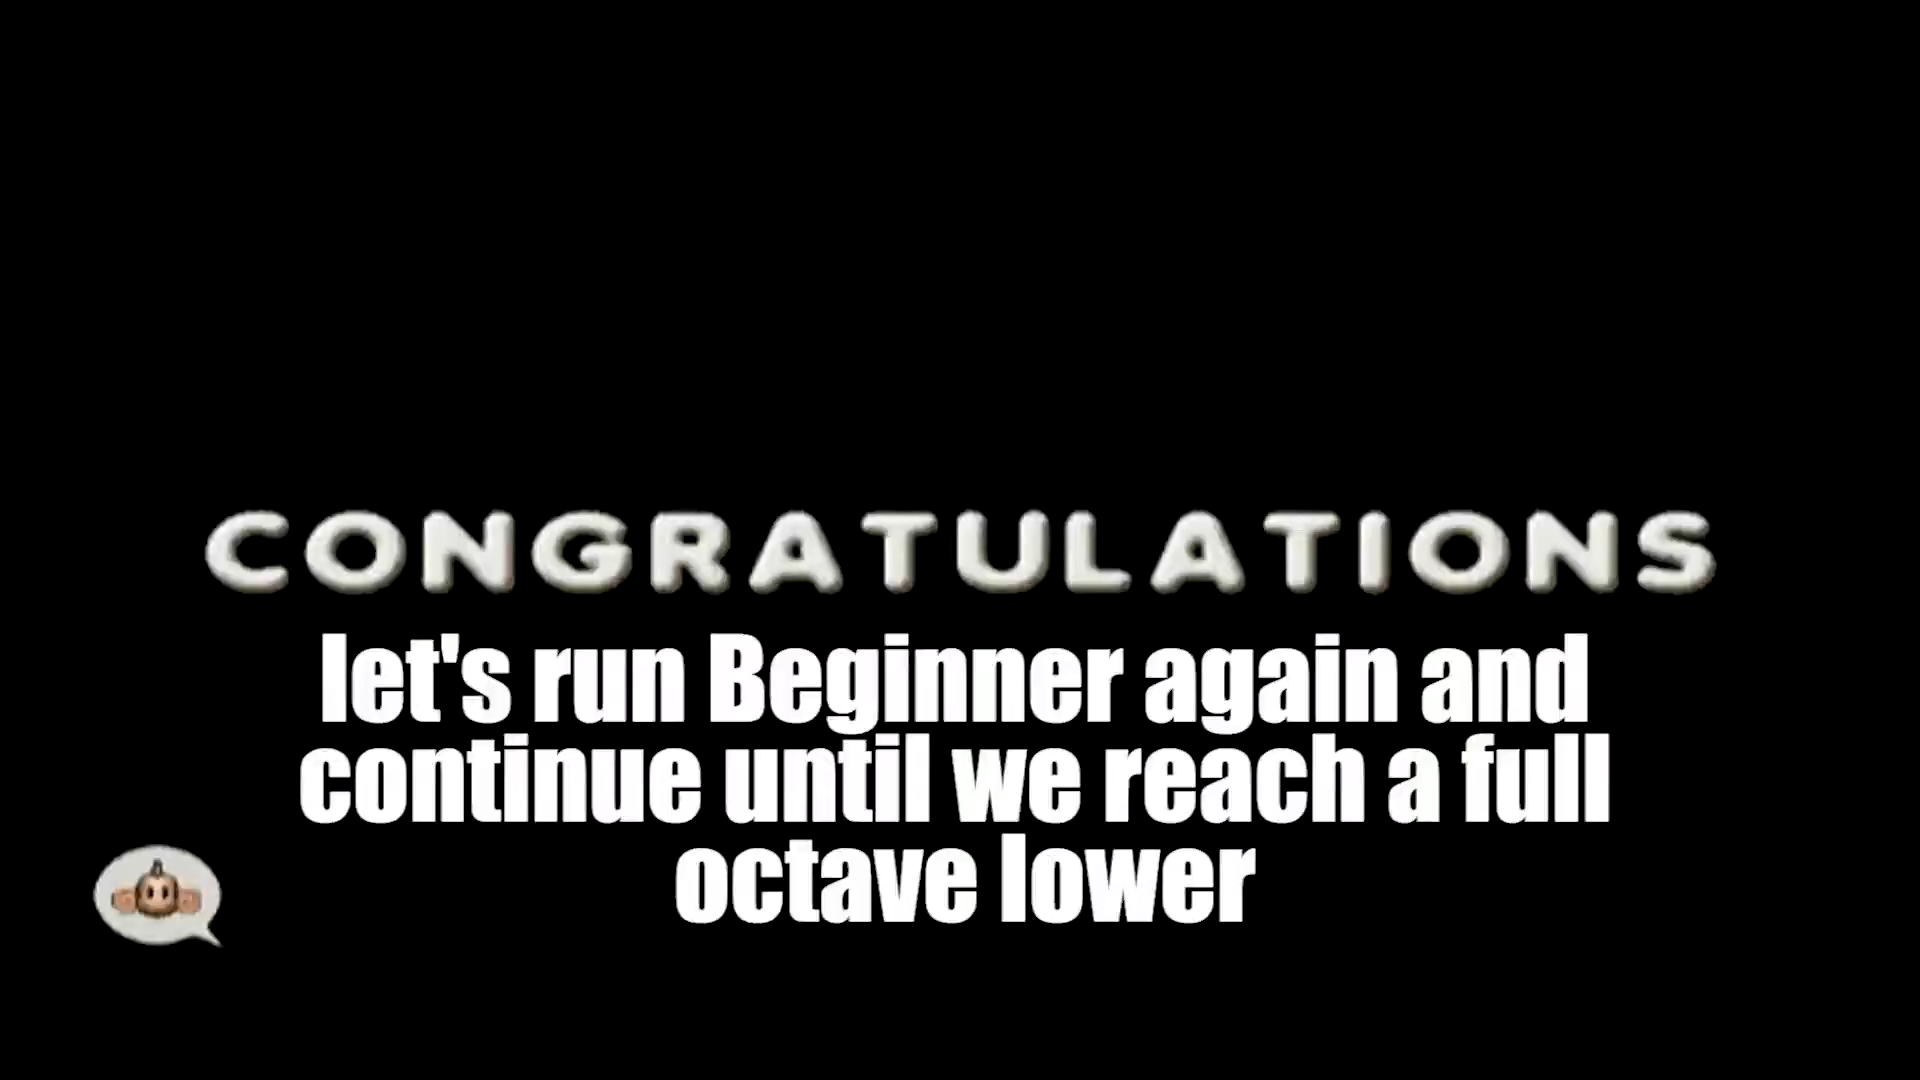 CONGRATULATIONS
let's run Beginner again and
continue until we reach a full
octave lower